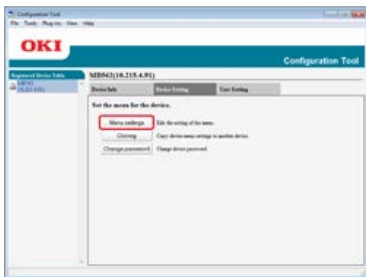 Configuration Tool
File Tools Plug-in View Help
OKI
Configuration Tool
Registered Device Table
MB562(10.215.4.91)
Device Info
Device Setting
User Setting
Set the menu for the device.
Menu settings
Edit the setting of the menu.
Cloning
Copy device menu settings to another device.
Change password
Change device password.